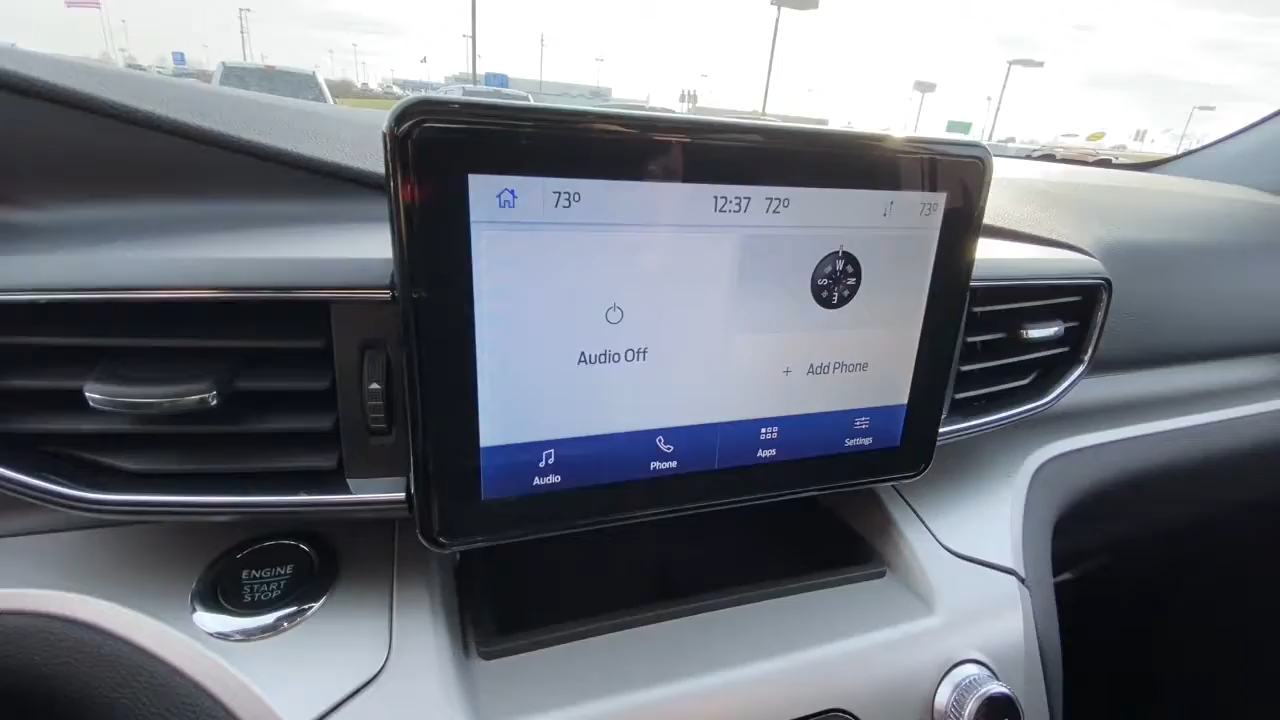 73°
12:37 72°
73°
W
S N
E
Audio Off
+ Add Phone
Audio
Phone
Apps
Settings
ENGINE
START
STOP